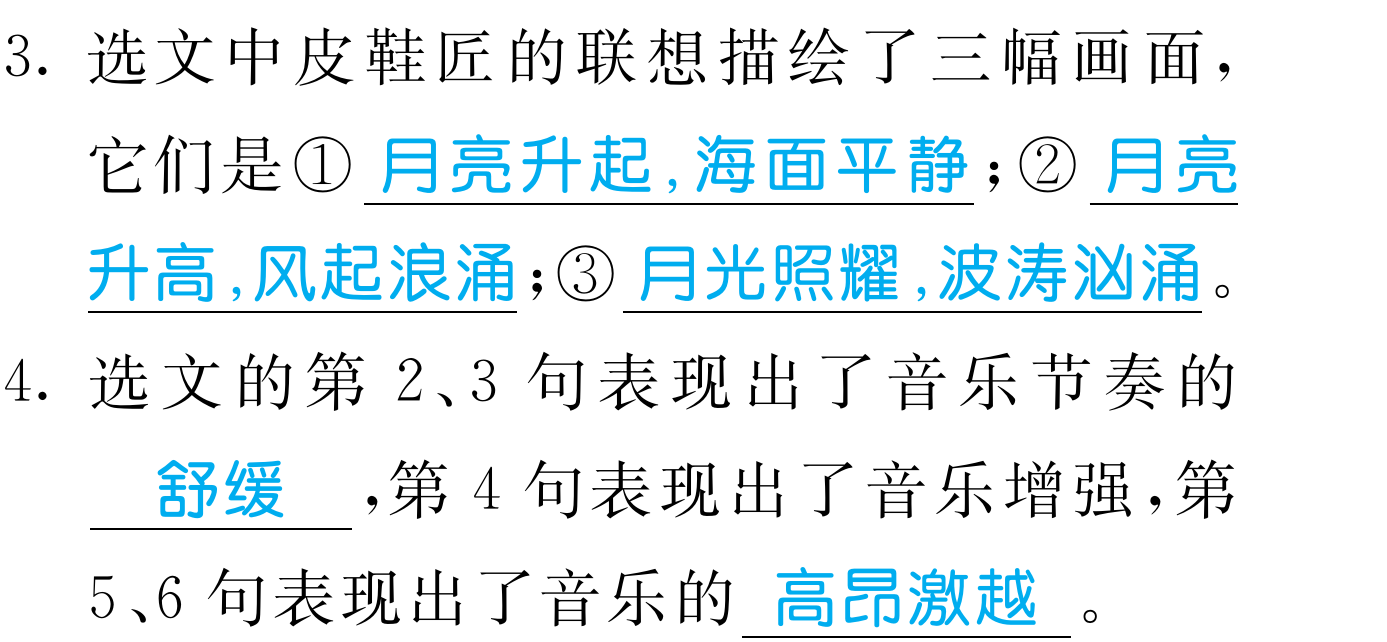 3. 选文中皮鞋匠的联想描绘了三幅画面，
它们是① 月亮升起,海面平静；② 月亮
升高,风起浪涌；③ 月光照耀,波涛汹涌。
4. 选文的第 2、3 句表现出了音乐节奏的
舒缓，第 4 句表现出了音乐增强，第
5、6 句表现出了音乐的 高昂激越 。